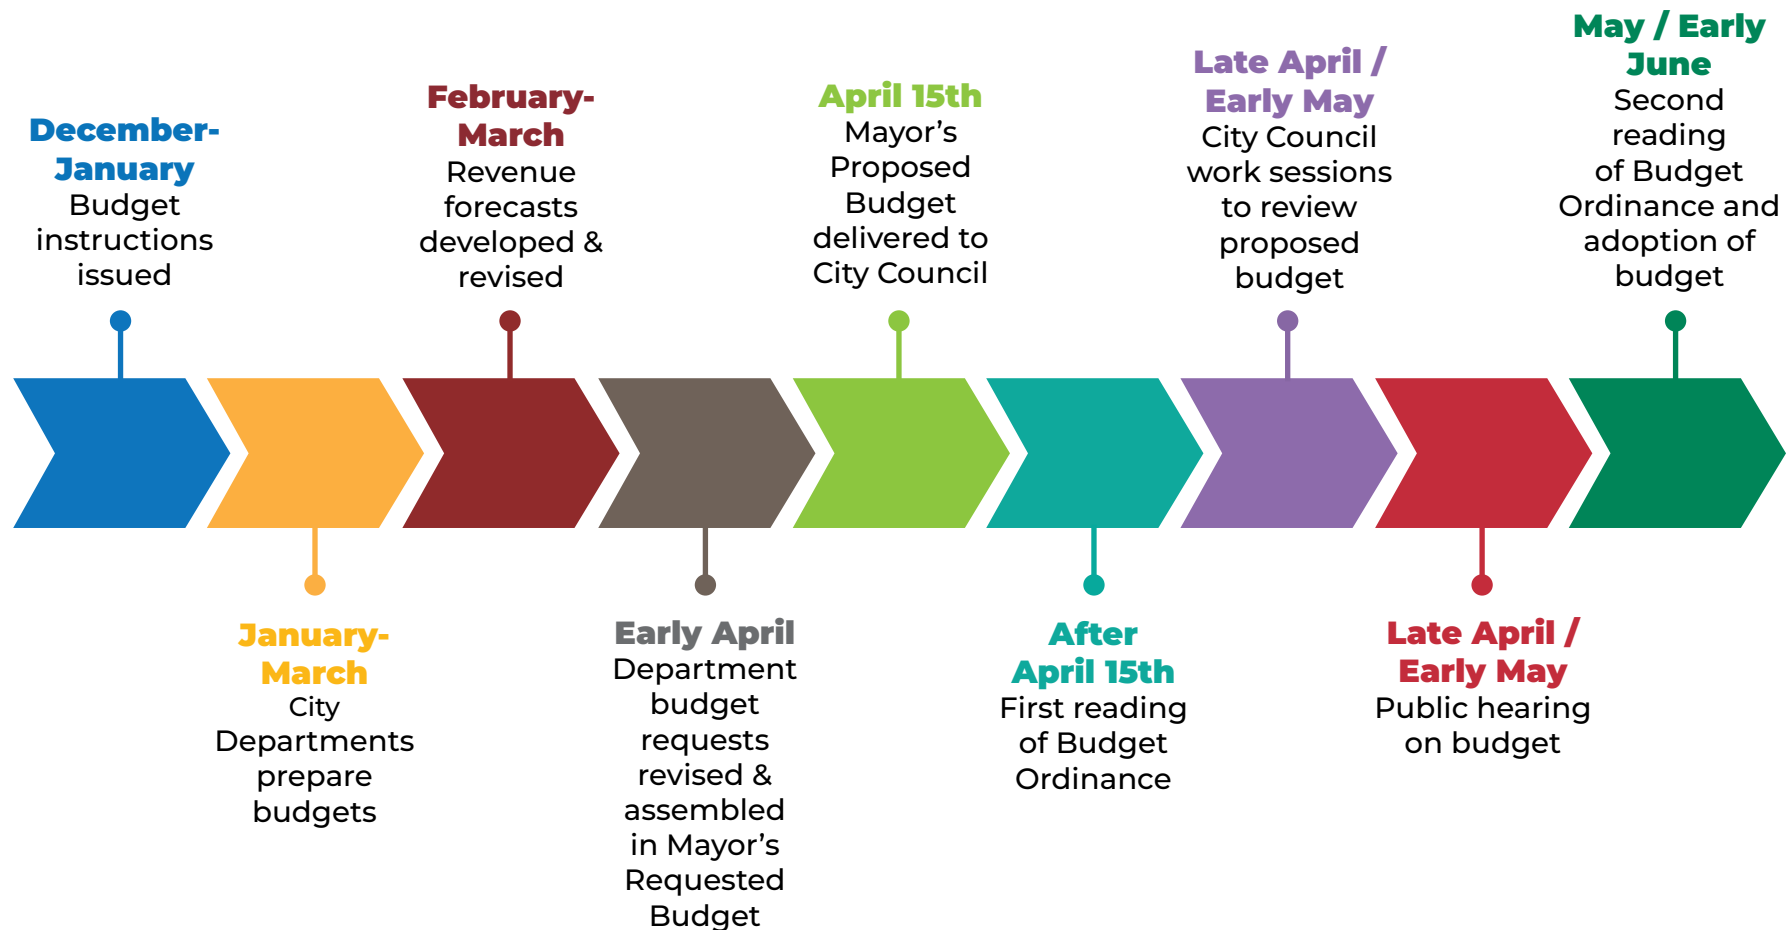 December-
January
Budget
instructions
issued
January-
March
City
Departments
prepare
budgets
February-
March
Revenue
forecasts
developed &
revised
Early April
Department
budget
requests
revised &
assembled
in Mayor’s
Requested
Budget
April 15th
Mayor’s
Proposed
Budget
delivered to
City Council
After
April 15th
First reading
of Budget
Ordinance
Late April /
Early May
City Council
work sessions
to review
proposed
budget
Late April /
Early May
Public hearing
on budget
May / Early
June
Second
reading
of Budget
Ordinance and
adoption of
budget